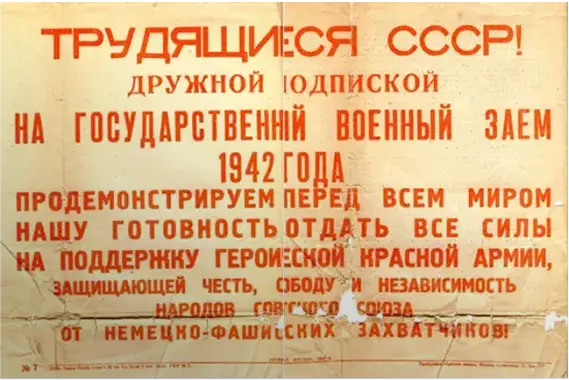 ТРУДЯЩИЕСЯ СССР!
ДРУЖНОЙ ПОДПИСКОЙ
НА ГОСУДАРСТВЕННЫЙ ВОЕННЫЙ ЗАЕМ
1942 ГОДА
ПРОДЕМОНСТРИРУЕМ ПЕРЕД ВСЕМ МИРОМ
НАШУ ГОТОВНОСТЬ ОТДАТЬ ВСЕ СИЛЫ
НА ПОДДЕРЖКУ ГЕРОИЧЕСКОЙ КРАСНОЙ АРМИИ,
ЗАЩИЩАЮЩЕЙ ЧЕСТЬ, СВОБОДУ И НЕЗАВИСИМОСТЬ
НАРОДОВ СОВЕТСКОГО СОЮЗА
ОТ НЕМЕЦКО-ФАШИСТСКИХ ЗАХВАТЧИКОВ!
№ 7